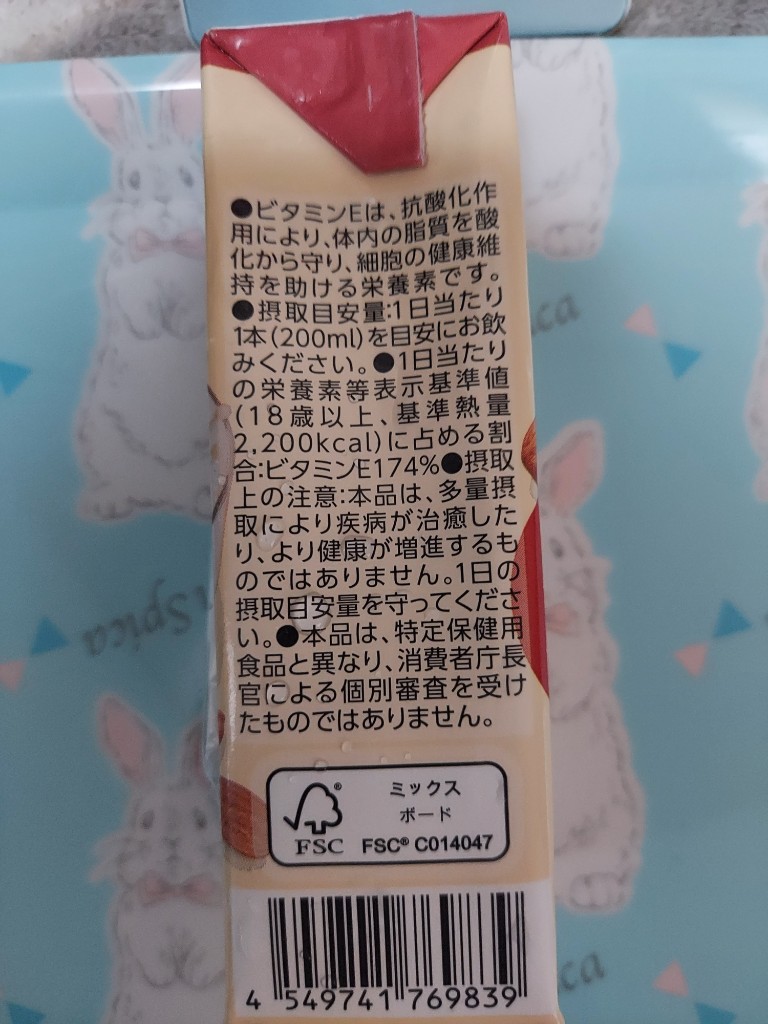 ●ビタミンEは、抗酸化作
用により、体内の脂質を酸
化から守り、細胞の健康維
持を助ける栄養素です。
●摂取目安量:1日当たり
1本(200ml)を目安にお飲
みください。●1日当たり
の栄養素等表示基準値
(18歳以上、基準熱量
2,200kcal)に占める割
合:ビタミンE174%●摂取
上の注意:本品は、多量摂
取により疾病が治癒した
り、より健康が増進するも
のではありません。1日の
摂取目安量を守ってくださ
い。●本品は、特定保健用
食品と異なり、消費者庁長
官による個別審査を受け
たものではありません。
ミックス
ボード
FSC FSC® C014047
4 549741 769839
Spica